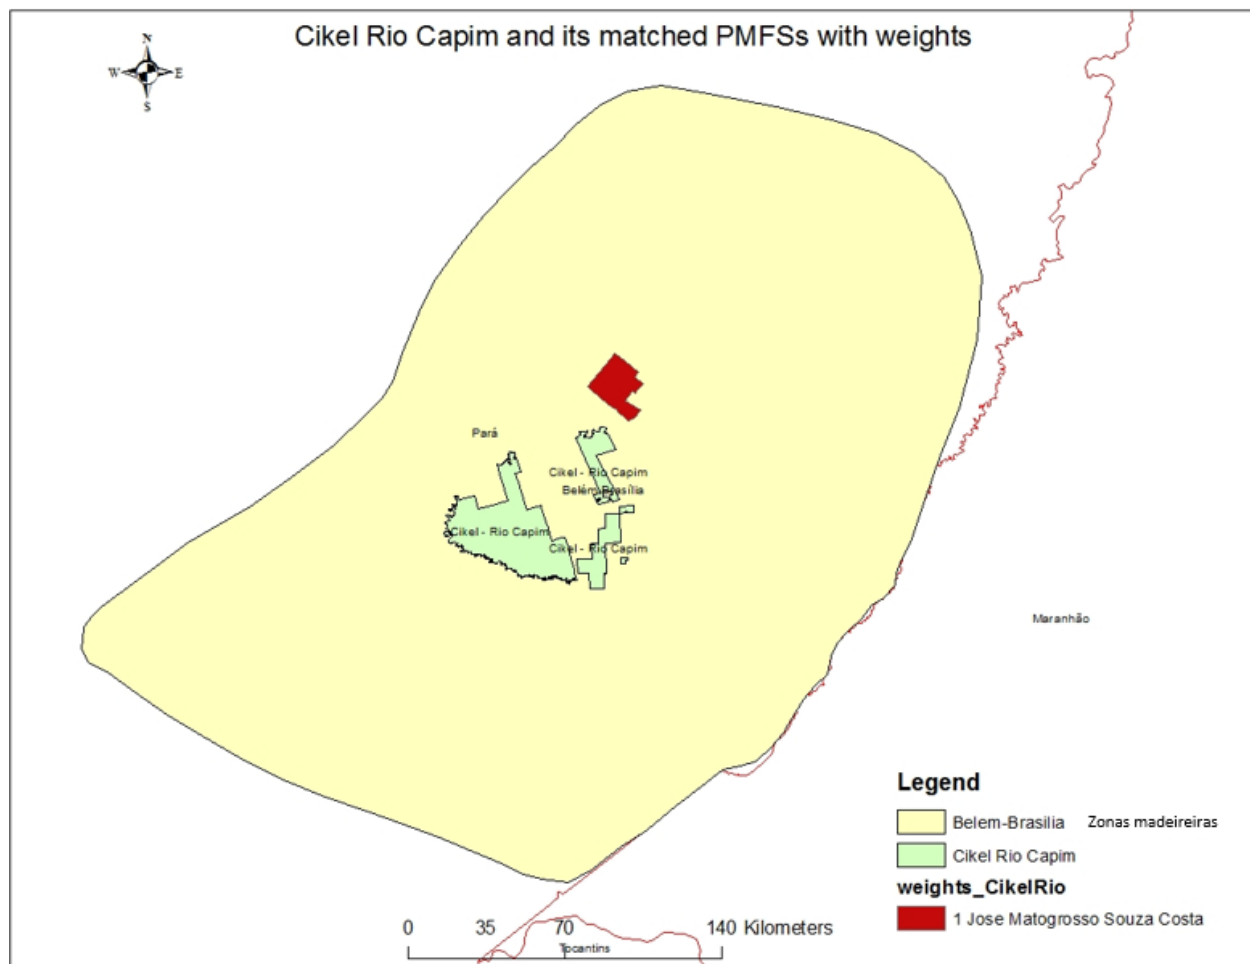 Cikel Rio Capim and its matched PMFSs with weights
N
W E
S
Pará
Cikel - Rio Capim
Belém-Brasília
Cikel - Rio Capim
Cikel - Rio Capim
Maranhão
Legend
Belem-Brasilia Zonas madeireiras
Cikel Rio Capim
weights_CikelRio
1 Jose Matogrosso Souza Costa
0 35 70 140 Kilometers
Tocantins